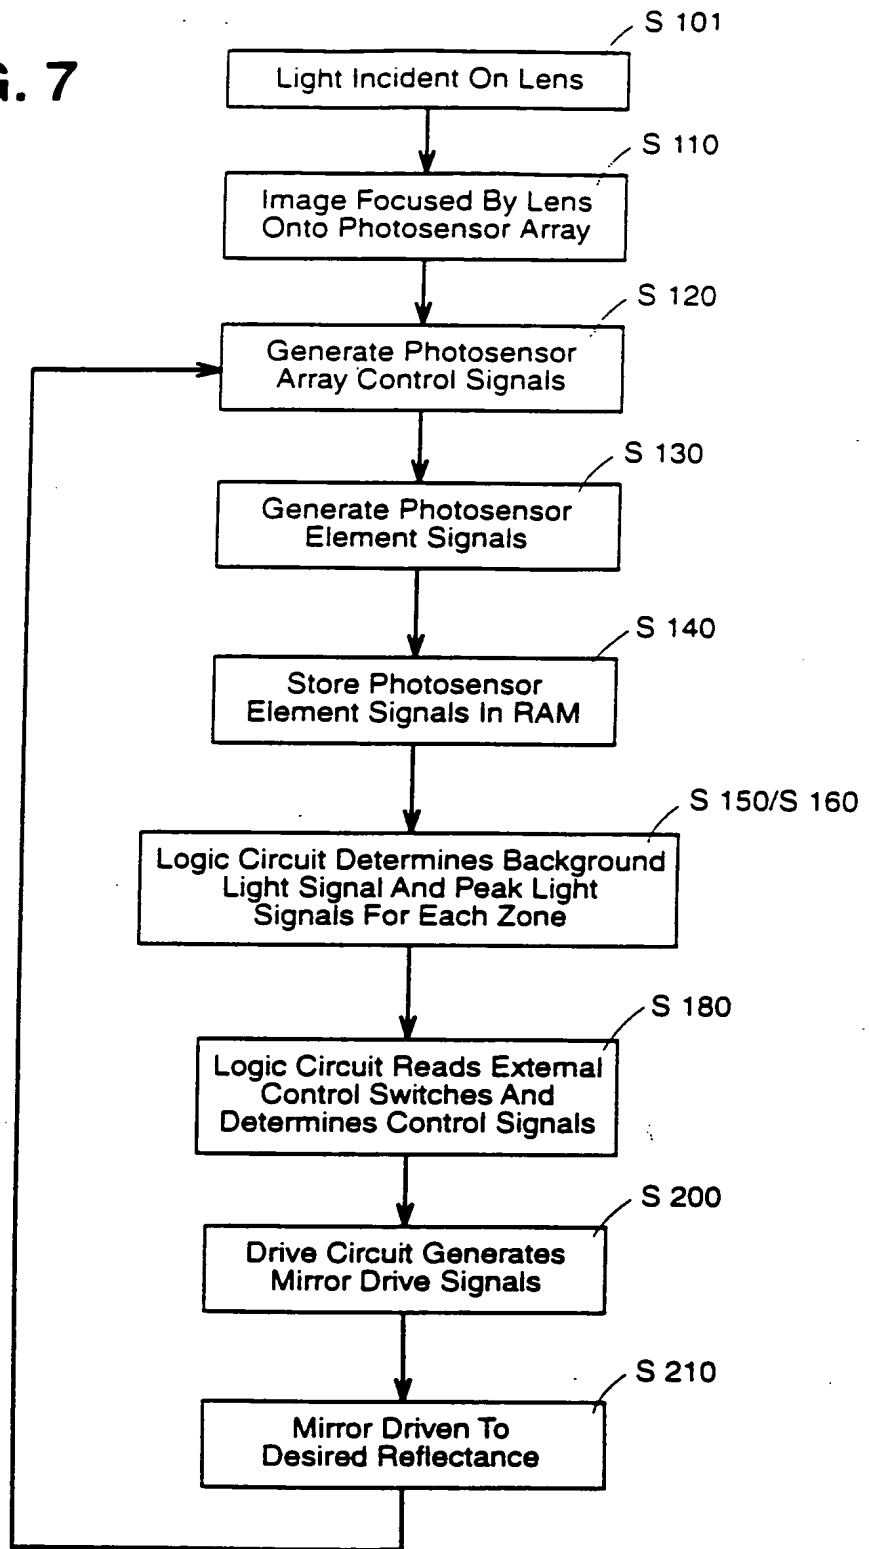 . 7
S 101
Light Incident On Lens
S 110
Image Focused By Lens
Onto Photosensor Array
S 120
Generate Photosensor
Array Control Signals
S 130
Generate Photosensor
Element Signals
S 140
Store Photosensor
Element Signals In RAM
S 150/S 160
Logic Circuit Determines Background
Light Signal And Peak Light
Signals For Each Zone
S 180
Logic Circuit Reads External
Control Switches And
Determines Control Signals
S 200
Drive Circuit Generates
Mirror Drive Signals
S 210
Mirror Driven To
Desired Reflectance